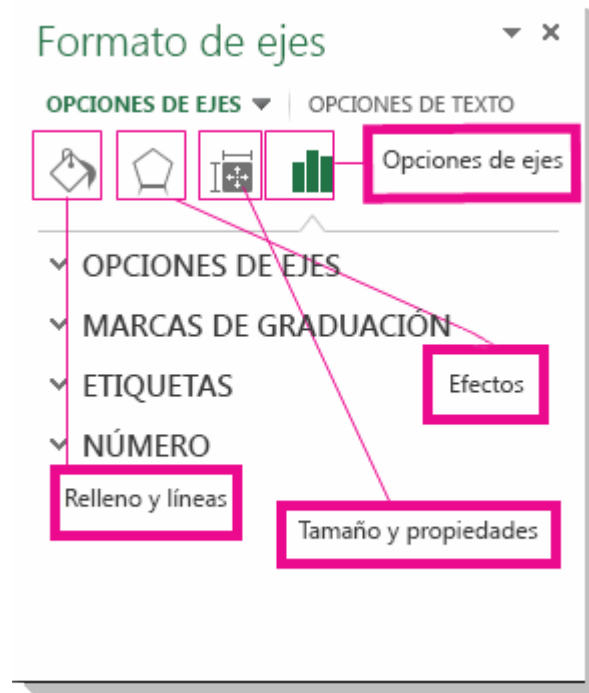 Formato de ejes
OPCIONES DE EJES
OPCIONES DE TEXTO
Opciones de ejes
OPCIONES DE EJES
MARCAS DE GRADUACIÓN
ETIQUETAS
Efectos
NÚMERO
Relleno y líneas
Tamaño y propiedades